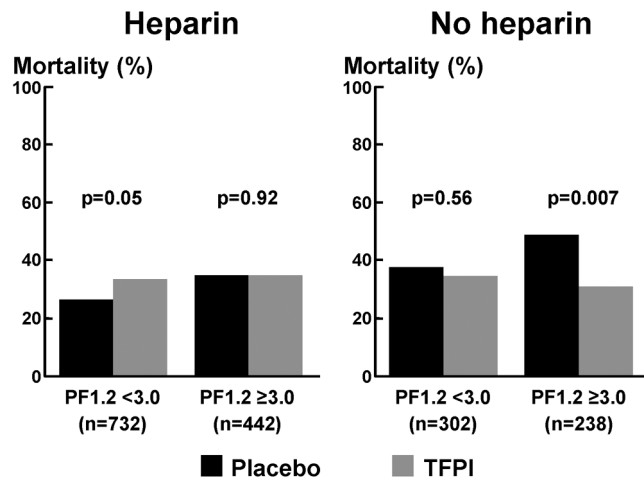 Heparin
Mortality (%)
100
80
60
40
20
0
p=0.05
p=0.92
PF1.2 <3.0
(n=732)
PF1.2 ≥3.0
(n=442)
No heparin
Mortality (%)
100
80
60
40
20
0
p=0.56
p=0.007
PF1.2 <3.0
(n=302)
PF1.2 ≥3.0
(n=238)
Placebo
TFPI